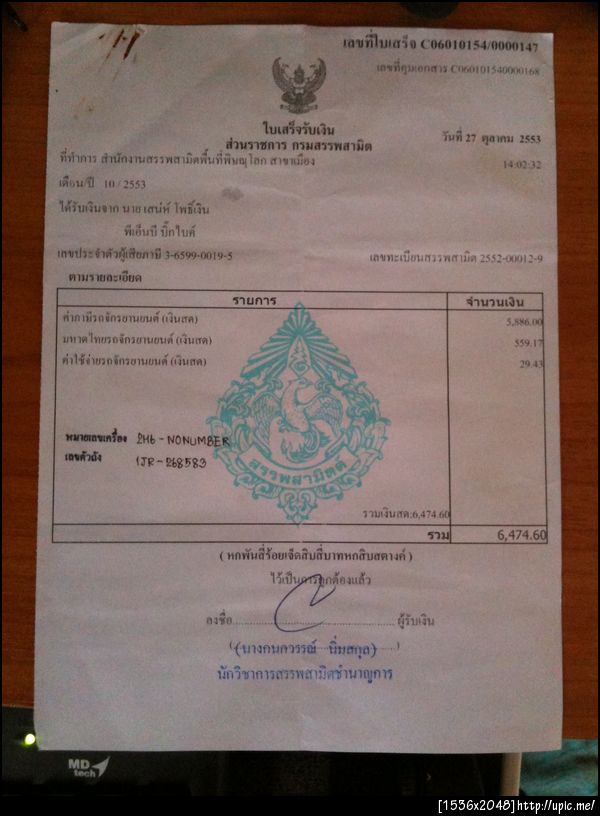 เลขที่ใบเสร็จ C06010154/0000147
เลขที่คุมเอกสาร C060101540000168
ใบเสร็จรับเงิน
ส่วนราชการ กรมสรรพสามิต
วันที่ 27 ตุลาคม 2553
ที่ทำการ สำนักงานสรรพสามิตพื้นที่พิษณุโลก สาขาเมือง
14:02:32
เดือน/ปี 10 / 2553
ได้รับเงินจาก นาย เสน่ห์ โพธิ์เงิน
พีเอ็นบี บิ๊กไบค์
เลขประจำตัวผู้เสียภาษี 3-6599-0019-5
เลขทะเบียนสรรพสามิต 2552-00012-9
ตามรายละเอียด
รายการ จำนวนเงิน
ค่าภาษีรถจักรยานยนต์ (เงินสด) 5,886.00
มหาดไทยรถจักรยานยนต์ (เงินสด) 559.17
ค่าใช้จ่ายรถจักรยานยนต์ (เงินสด) 29.43
หมายเลขเครื่อง 2H6 - NONUMBER
เลขตัวถัง 1JR - 268583
สรรพสามิตต์
รวมเงินสด:6,474.60
รวม 6,474.60
( หกพันสี่ร้อยเจ็ดสิบสี่บาทหกสิบสตางค์ )
ไว้เป็นการถูกต้องแล้ว
ลงชื่อ ผู้รับเงิน
(นางกนกวรรณ์ นิ่มสกุล)
นักวิชาการสรรพสามิตชำนาญการ
MD tech
[1536x2048]http://upic.me/